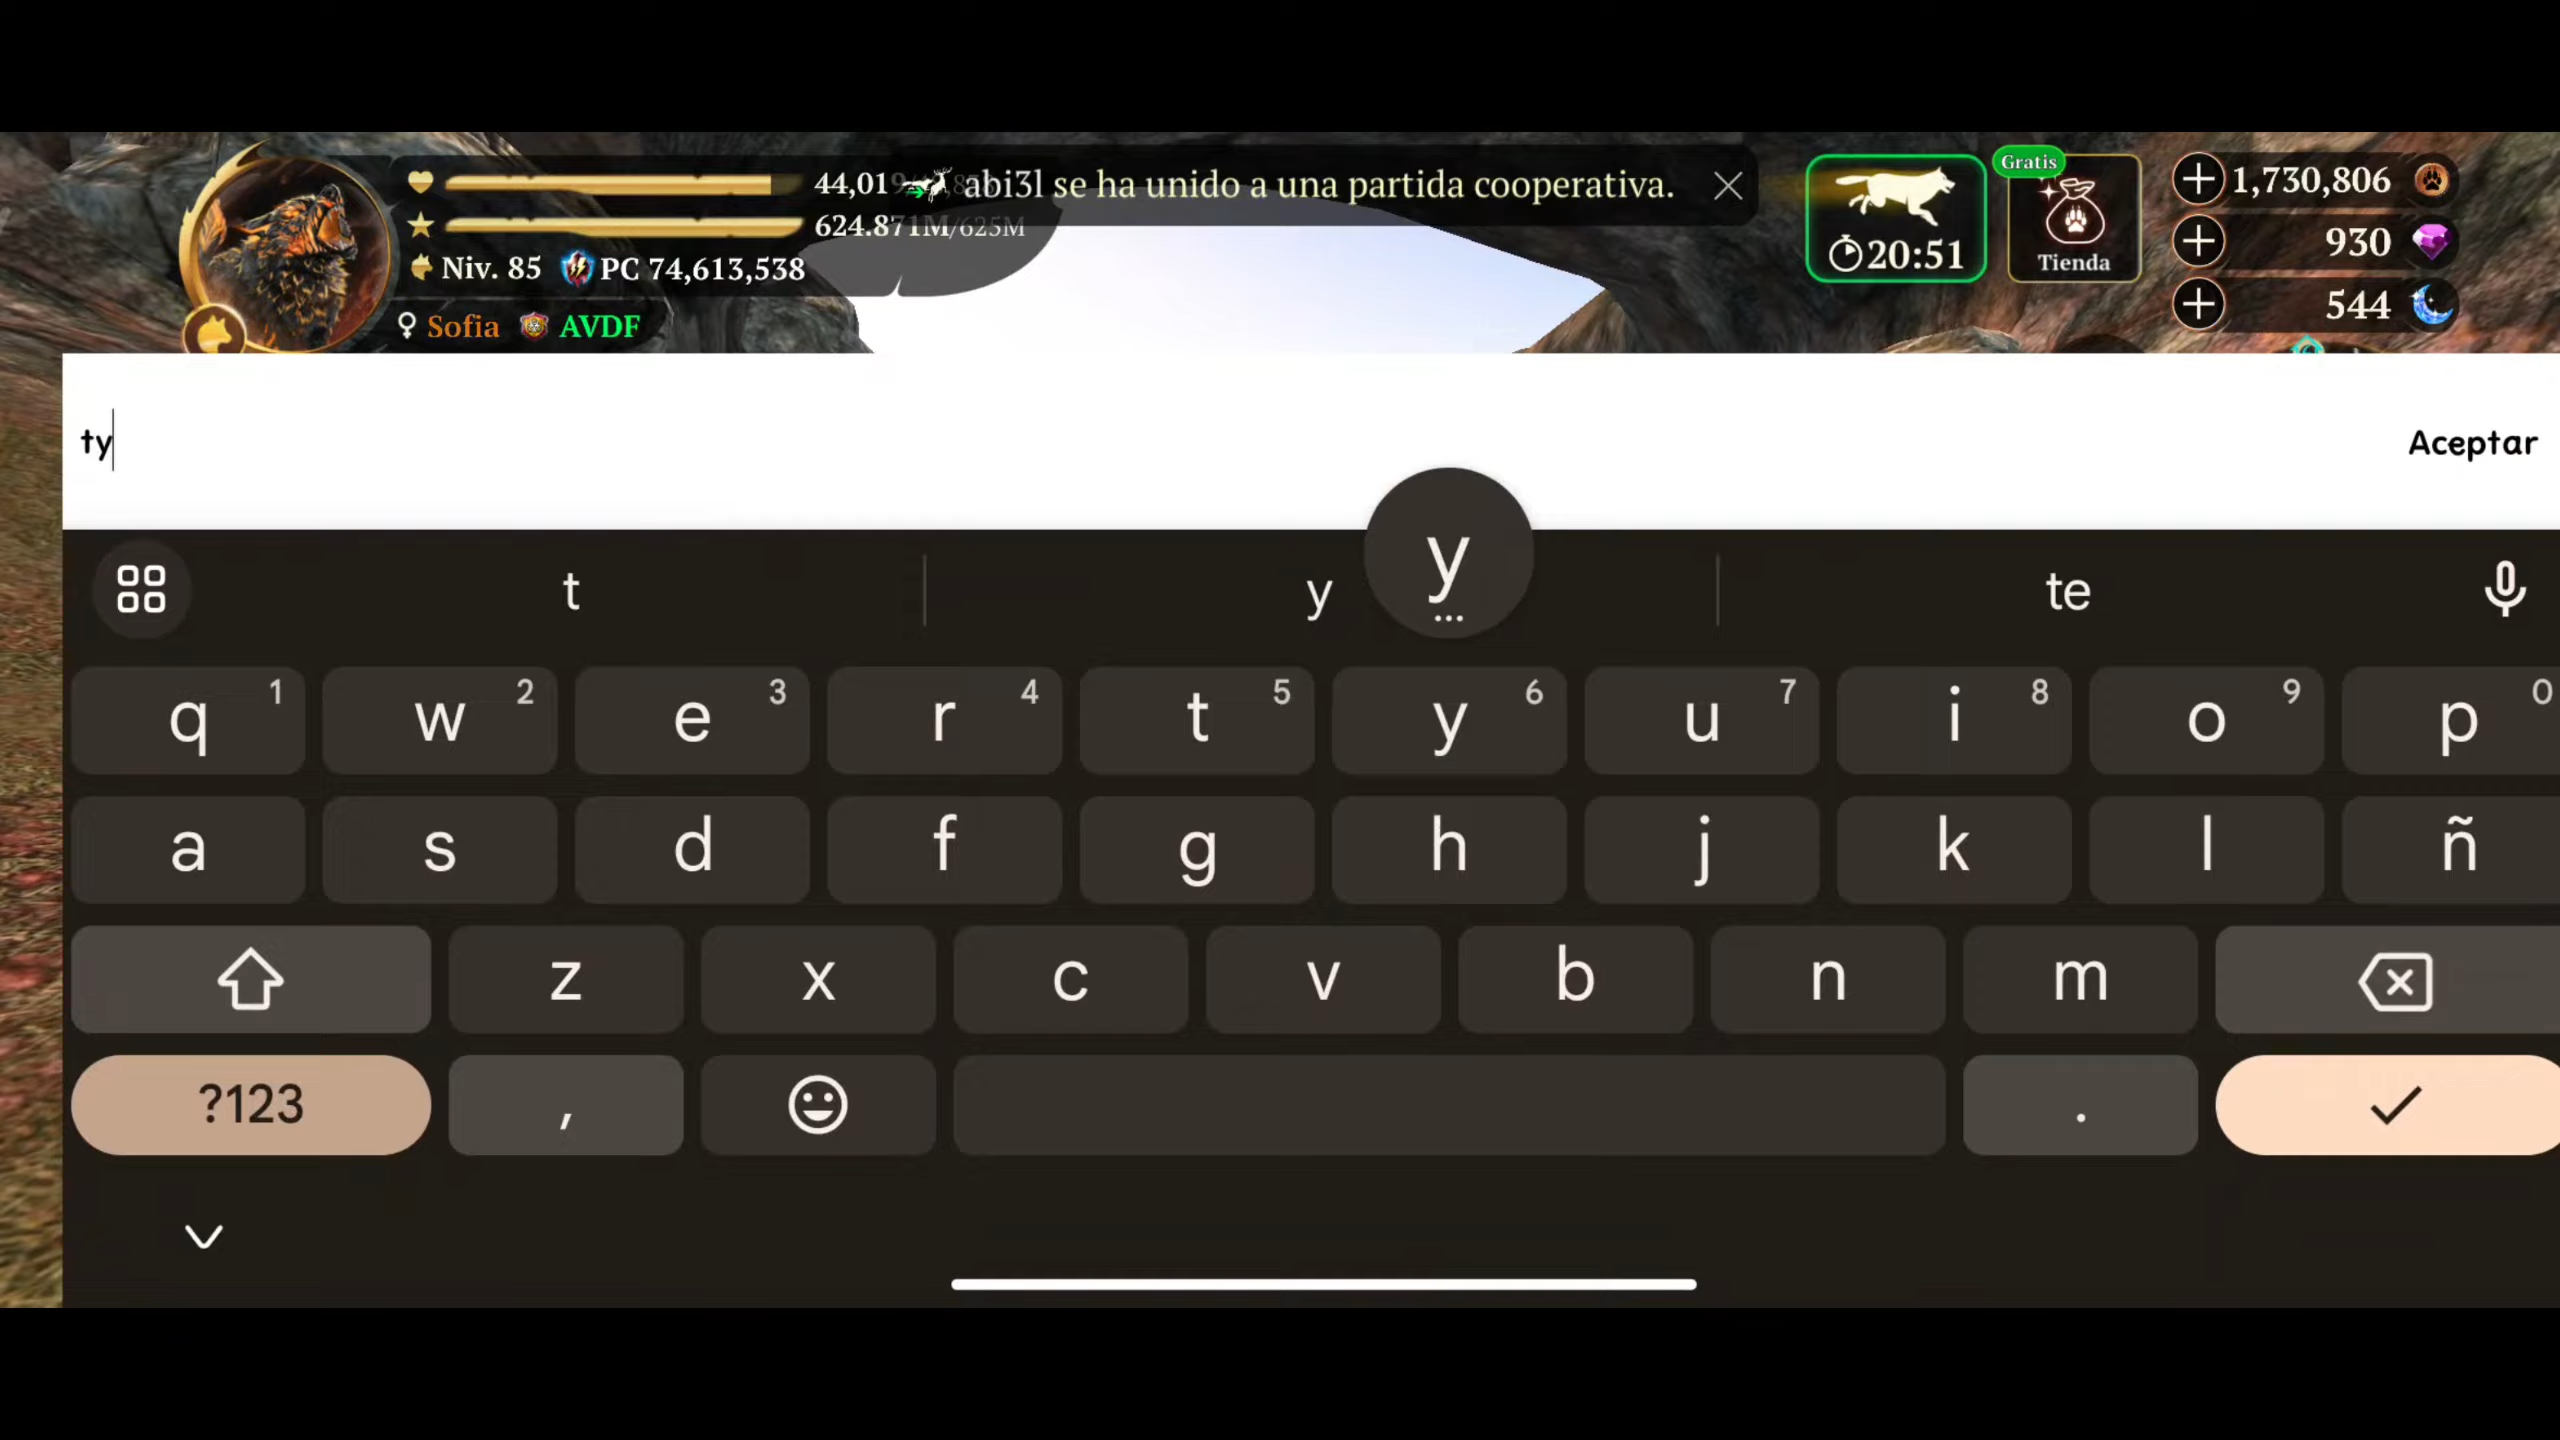 44,019
abi3l se ha unido a una partida cooperativa.
624.871M/625M
Niv. 85 PC 74,613,538
Sofia AVDF
20:51
Gratis
Tienda
1,730,806
930
544
ty
Aceptar
y
t y te
q 1 w 2 e 3 r 4 t 5 y 6 u 7 i 8 o 9 p 0
a s d f g h j k l ñ
z x c v b n m
?123 , .